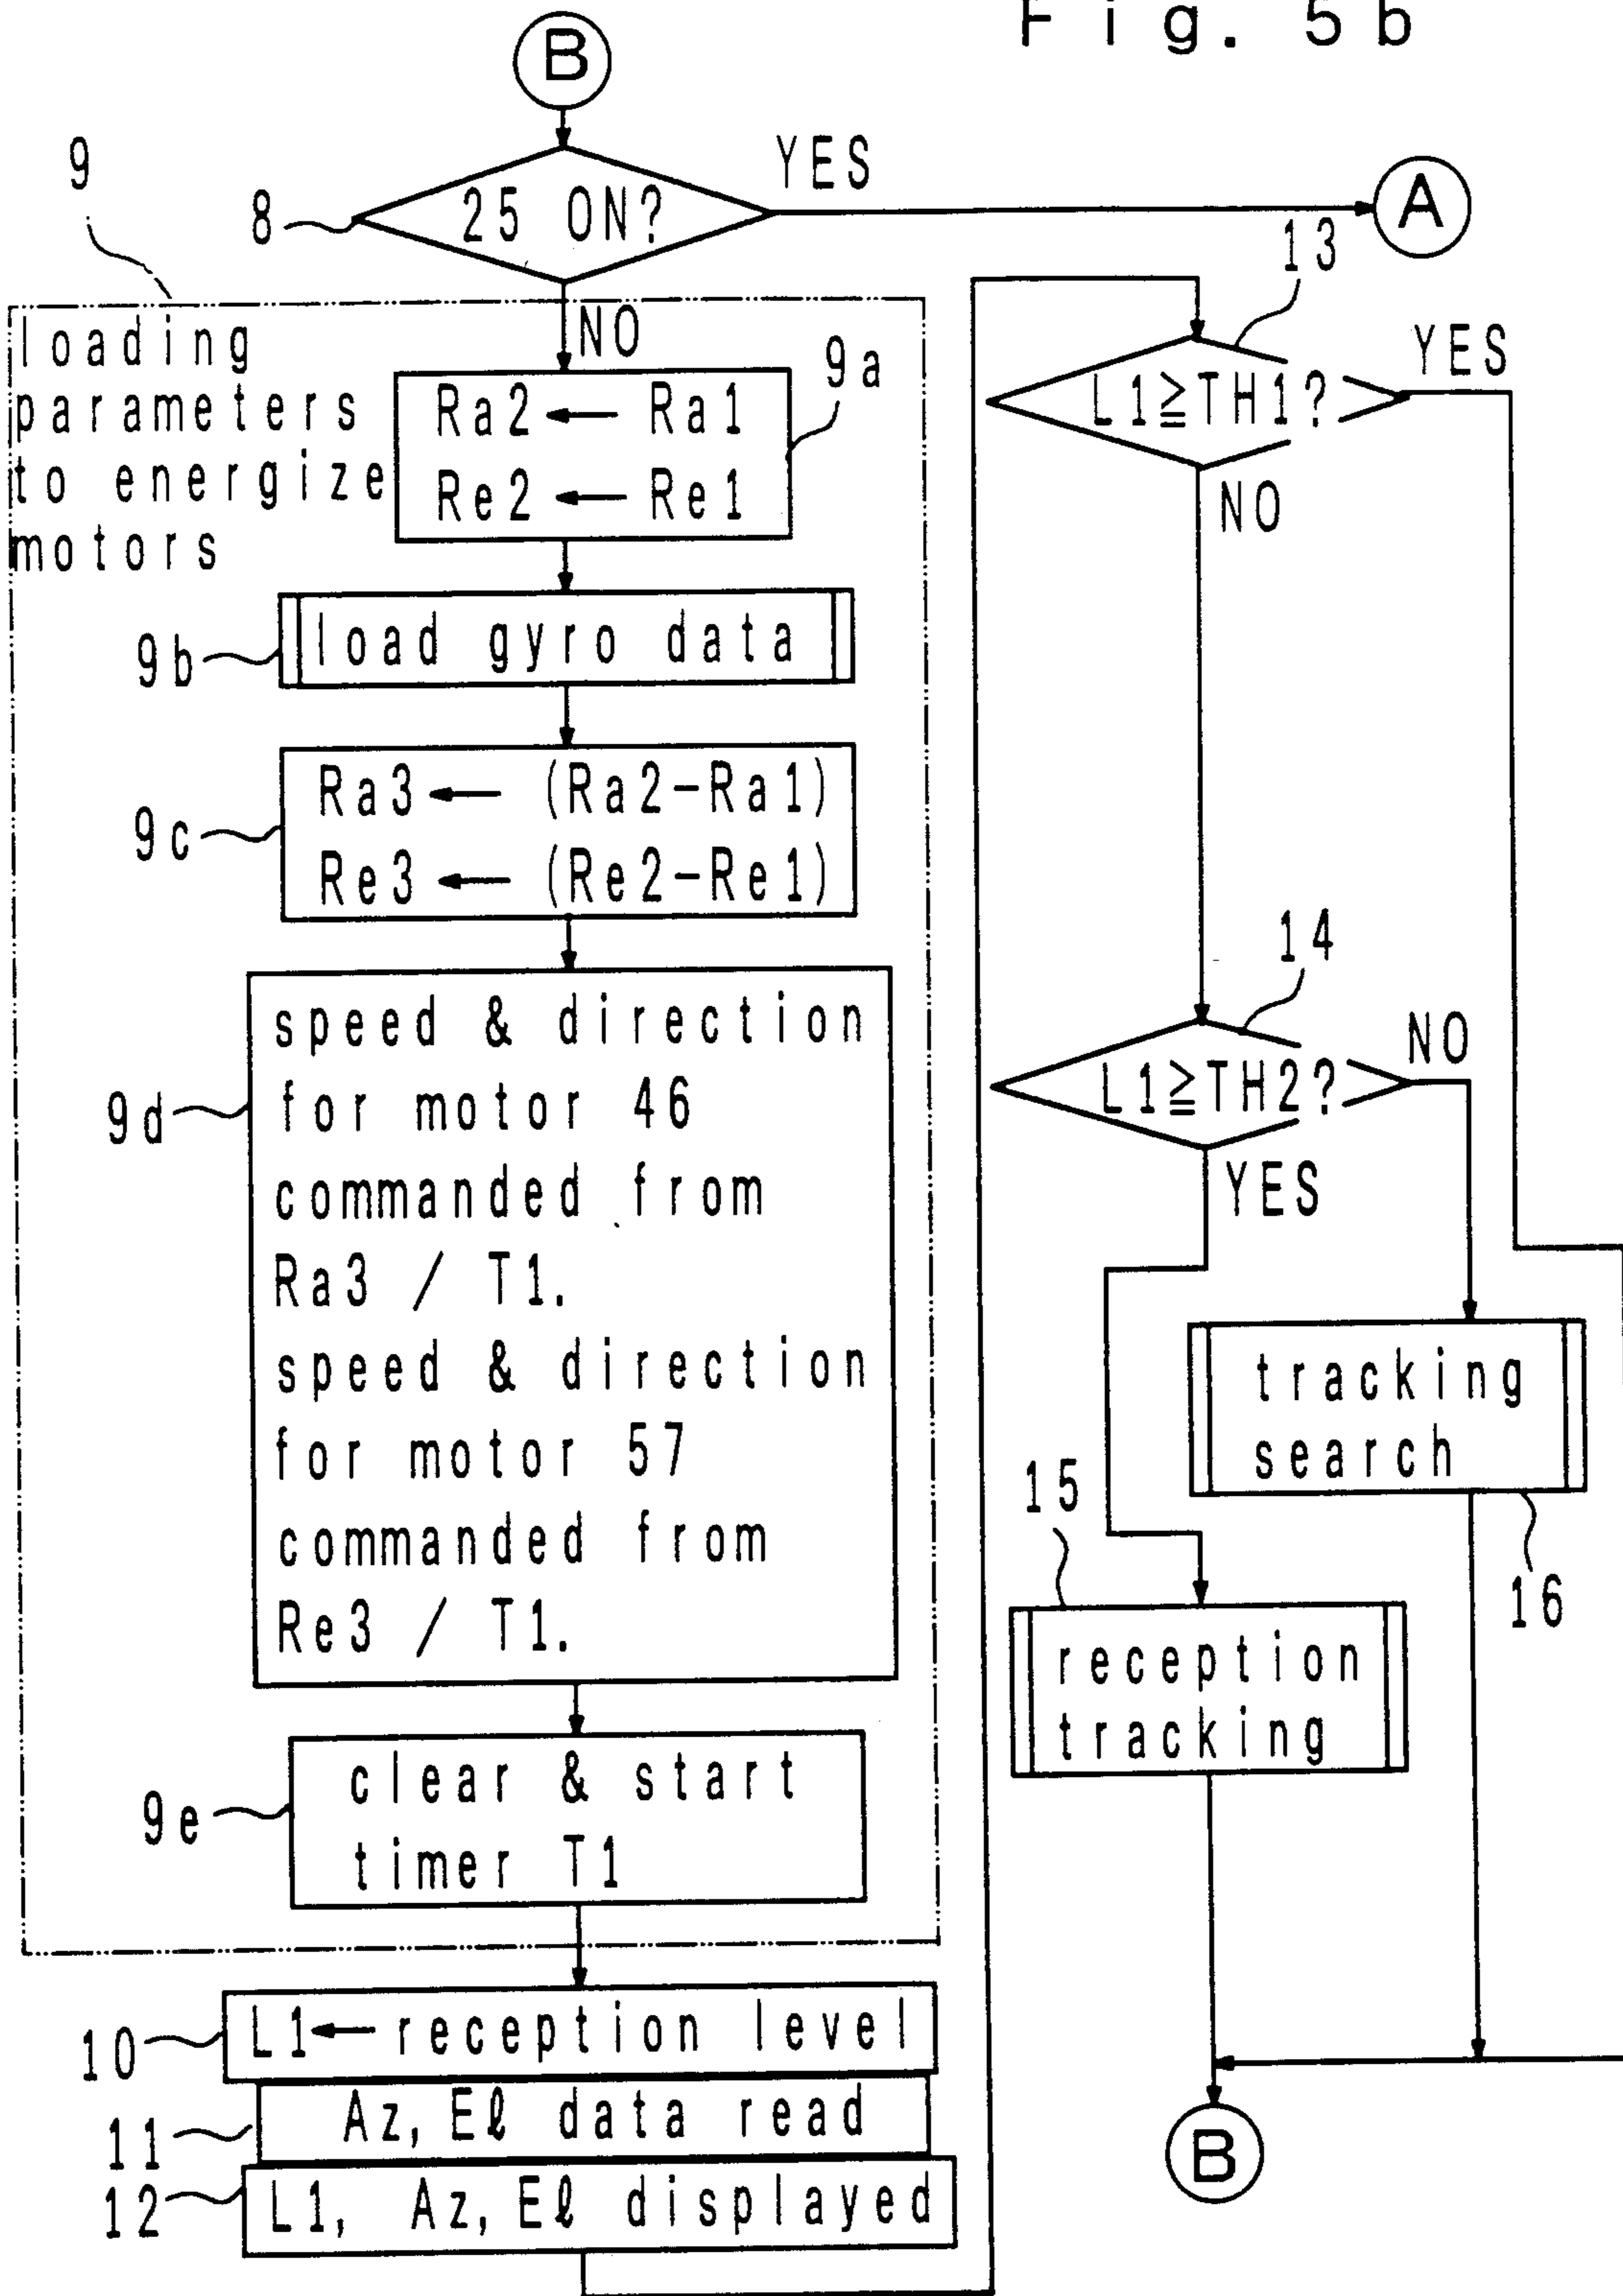 Fig. 5b
B
9
8
25 ON?
YES
A
NO
loading
parameters
to energize
motors
9a
Ra2 ← Ra1
Re2 ← Re1
9b
load gyro data
9c
Ra3 ← (Ra2-Ra1)
Re3 ← (Re2-Re1)
9d
speed & direction
for motor 46
commanded from
Ra3 / T1.
speed & direction
for motor 57
commanded from
Re3 / T1.
9e
clear & start
timer T1
10
L1 ← reception level
11
Az, Eℓ data read
12
L1, Az, Eℓ displayed
13
L1≧TH1?
YES
NO
14
L1≧TH2?
NO
YES
tracking
search
16
15
reception
tracking
B